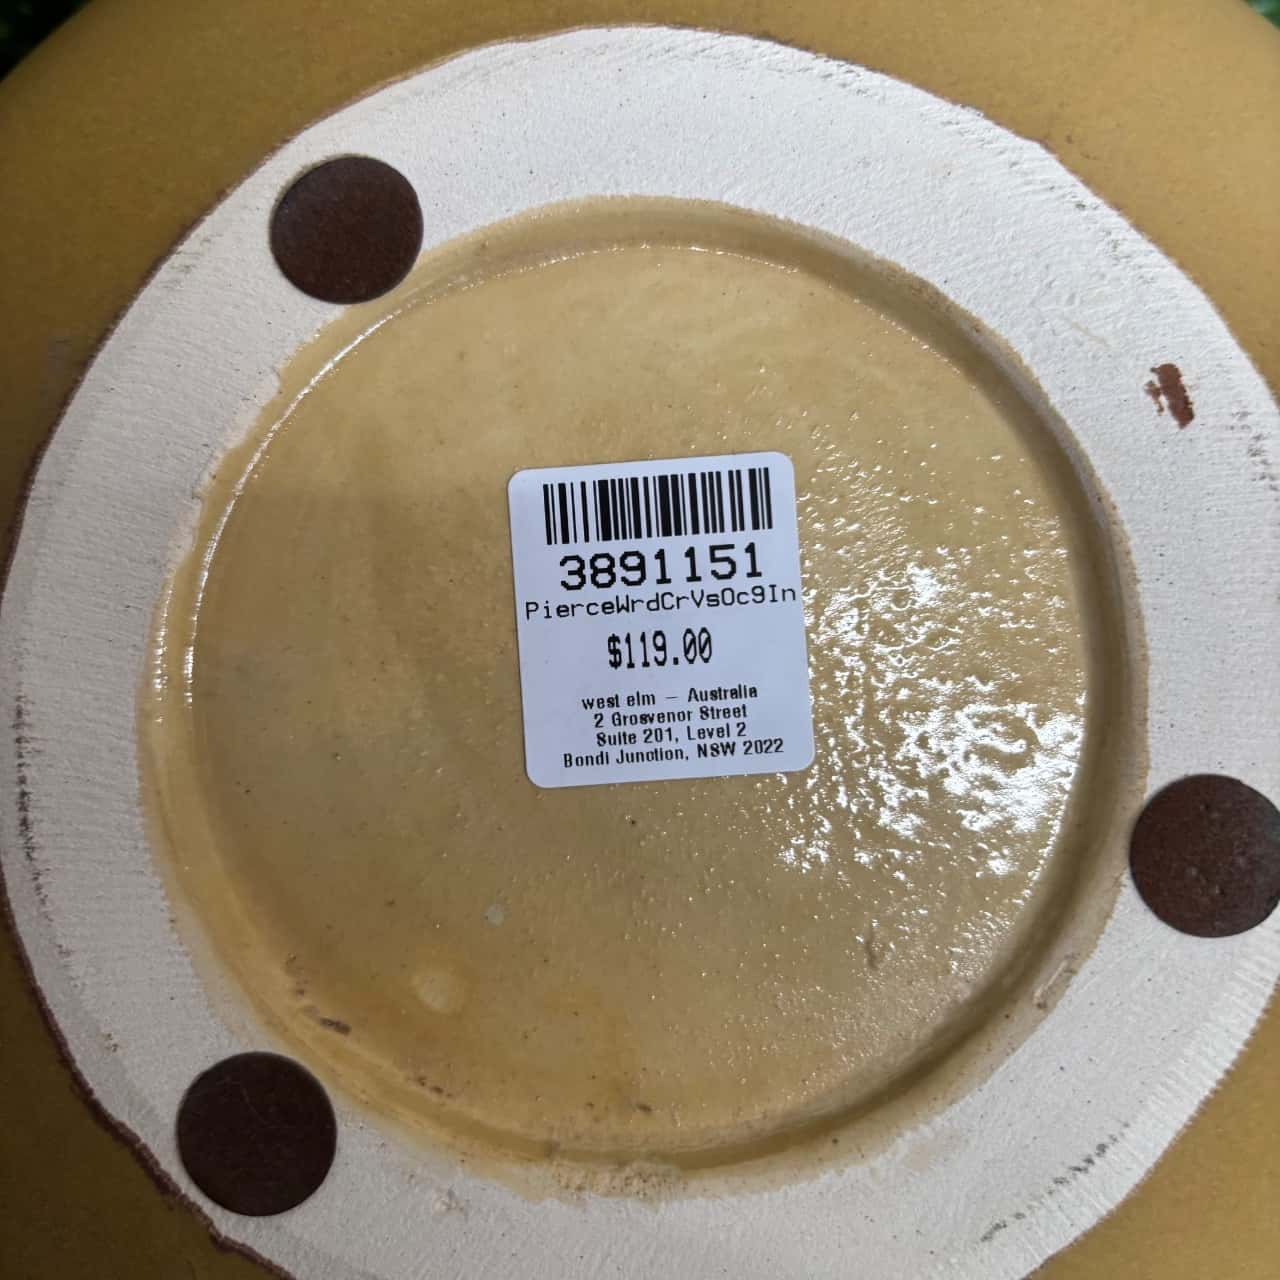 3891151
PierceWrdCrVsOc9In
$119.00
west elm – Australia
2 Grosvenor Street
Suite 201, Level 2
Bondi Junction, NSW 2022